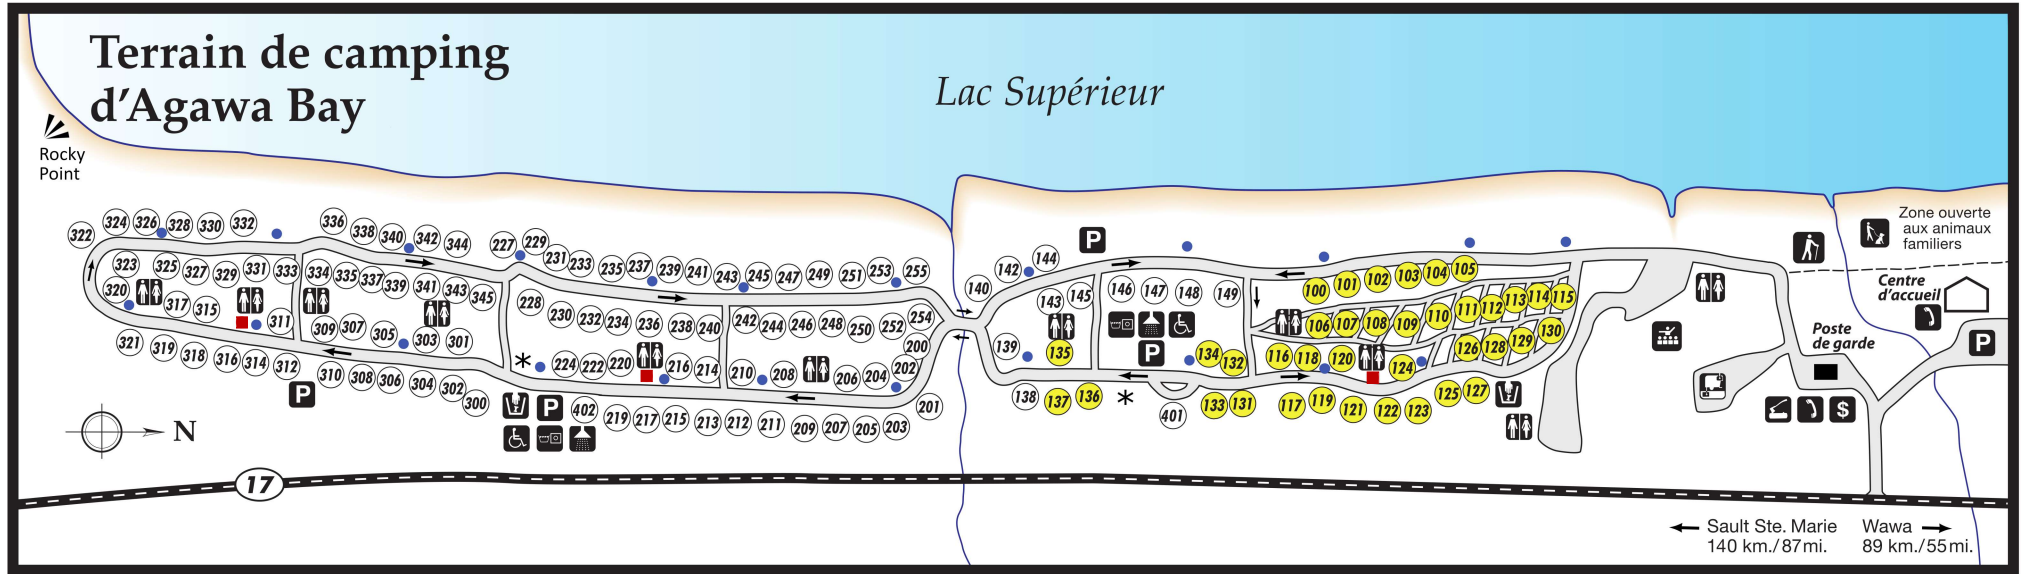 Terrain de camping
d'Agawa Bay
Lac Supérieur
Rocky
Point
Zone ouverte
aux animaux
familiers
Centre
d'accueil
Poste
de garde
322 324 326 328 330 332 336 338 340 342 344 227 229 231 233 235 237 239 241 243 245 247 249 251 253 255
323 325 327 329 331 333 334 335 337 339 341 343 345
320 317 315 311 309 307 305 303 301
321 319 318 316 314 312 310 308 306 304 302 300
228 230 232 234 236 238 240 242 244 246 248 250 252 254
200
* 224 222 220 216 214 210 208 206 204 202
402 219 217 215 213 212 211 209 207 205 203 201
P
P
140 142 144
P
143 145 146 147 148 149
139 135 P 134 132
138 137 136 * 401 133 131
100 101 102 103 104 105
106 107 108 109 110 111 112 113 114 115
116 118 120 124 126 128 129 130
117 119 121 122 123 125 127
$
P
N
17
Sault Ste. Marie
140 km./87mi.
Wawa
89 km./55mi.